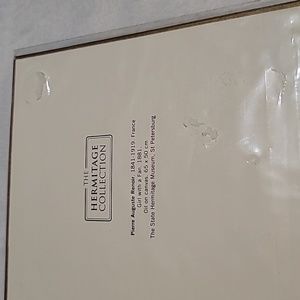 THE
HERMITAGE
COLLECTION
Pierre Auguste Renoir. 1841-1919. France
Girl with a Fan. 1881.
Oil on canvas. 65 x 50 cm
The State Hermitage Museum, St Petersburg